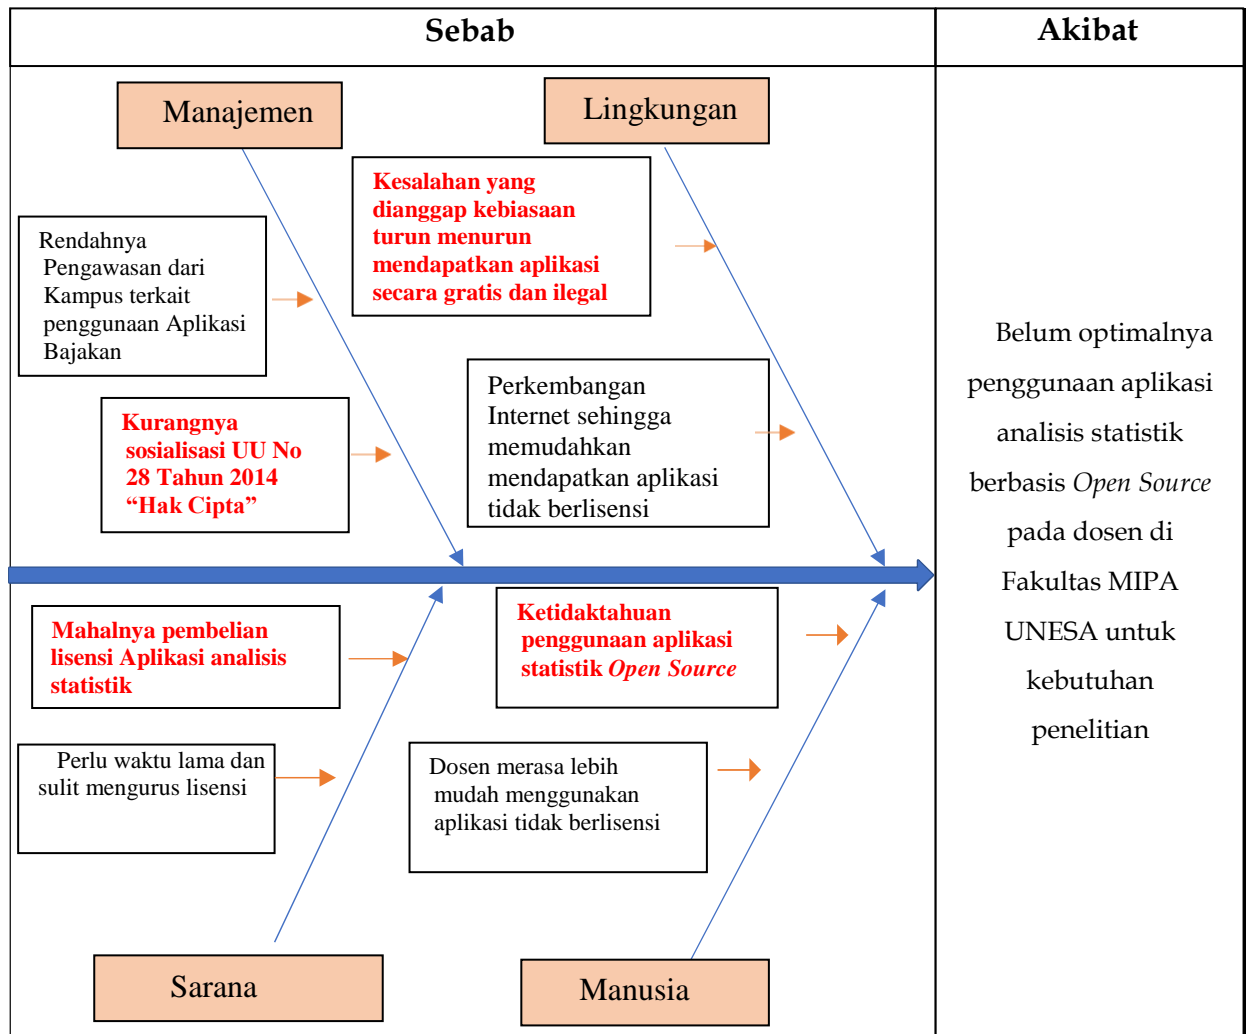 Sebab
Akibat
Manajemen
Lingkungan
Kesalahan yang
dianggap kebiasaan
turun menurun
mendapatkan aplikasi
secara gratis dan ilegal
Rendahnya
Pengawasan dari
Kampus terkait
penggunaan Aplikasi
Bajakan
Perkembangan
Internet sehingga
memudahkan
mendapatkan aplikasi
tidak berlisensi
Kurangnya
sosialisasi UU No
28 Tahun 2014
“Hak Cipta”
Mahalnya pembelian
lisensi Aplikasi analisis
statistik
Ketidaktahuan
penggunaan aplikasi
statistik Open Source
Perlu waktu lama dan
sulit mengurus lisensi
Dosen merasa lebih
mudah menggunakan
aplikasi tidak berlisensi
Sarana
Manusia
Belum optimalnya
penggunaan aplikasi
analisis statistik
berbasis Open Source
pada dosen di
Fakultas MIPA
UNESA untuk
kebutuhan
penelitian